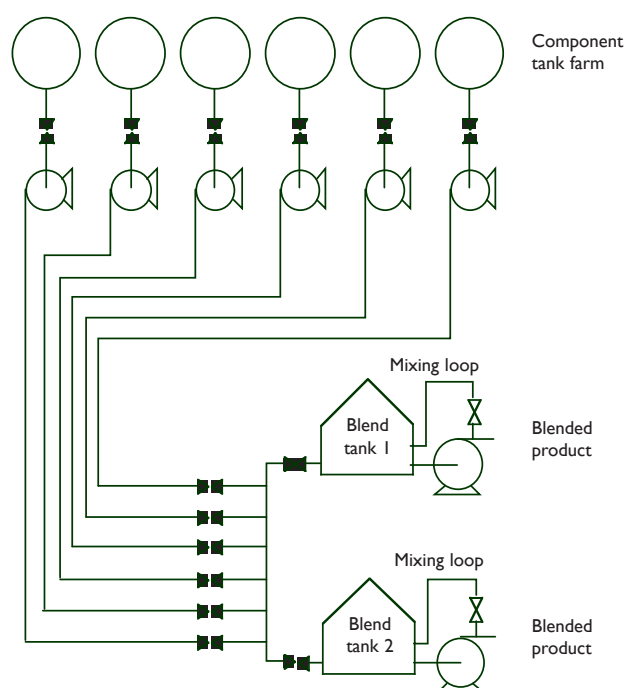 Component
tank farm
Mixing loop
Blend
tank 1
Blended
product
Mixing loop
Blend
tank 2
Blended
product